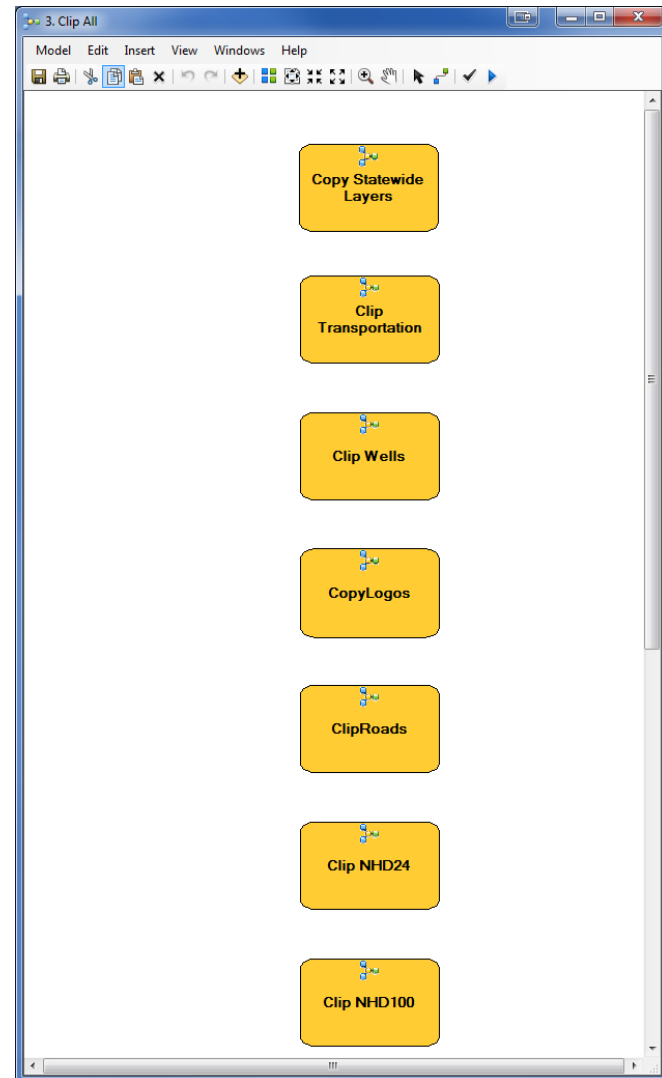 3. Clip All
Model Edit Insert View Windows Help
Copy Statewide
Layers
Clip
Transportation
Clip Wells
CopyLogos
ClipRoads
Clip NHD24
Clip NHD100